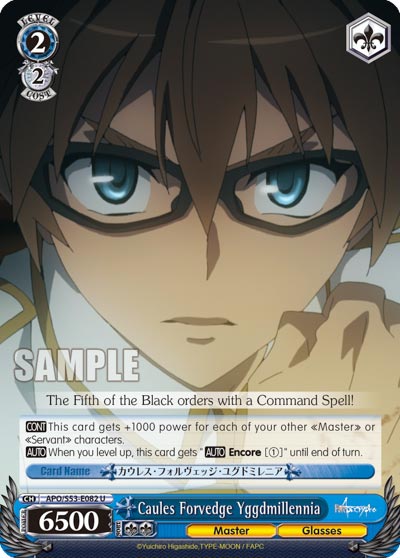 LEVEL
2
2
COST
SAMPLE
The Fifth of the Black orders with a Command Spell!
CONT This card gets +1000 power for each of your other «Master» or
«Servant» characters.
AUTO When you level up, this card gets “ AUTO Encore [①]” until end of turn.
Card Name カウレス・フォルヴェッジ・ユグドミレニア
CH APO/S53-E082 U
POWER 6500 Caules Forvedge Yggdmillennia
Master Glasses
©Yuichiro Higashide,TYPE-MOON / FAPC